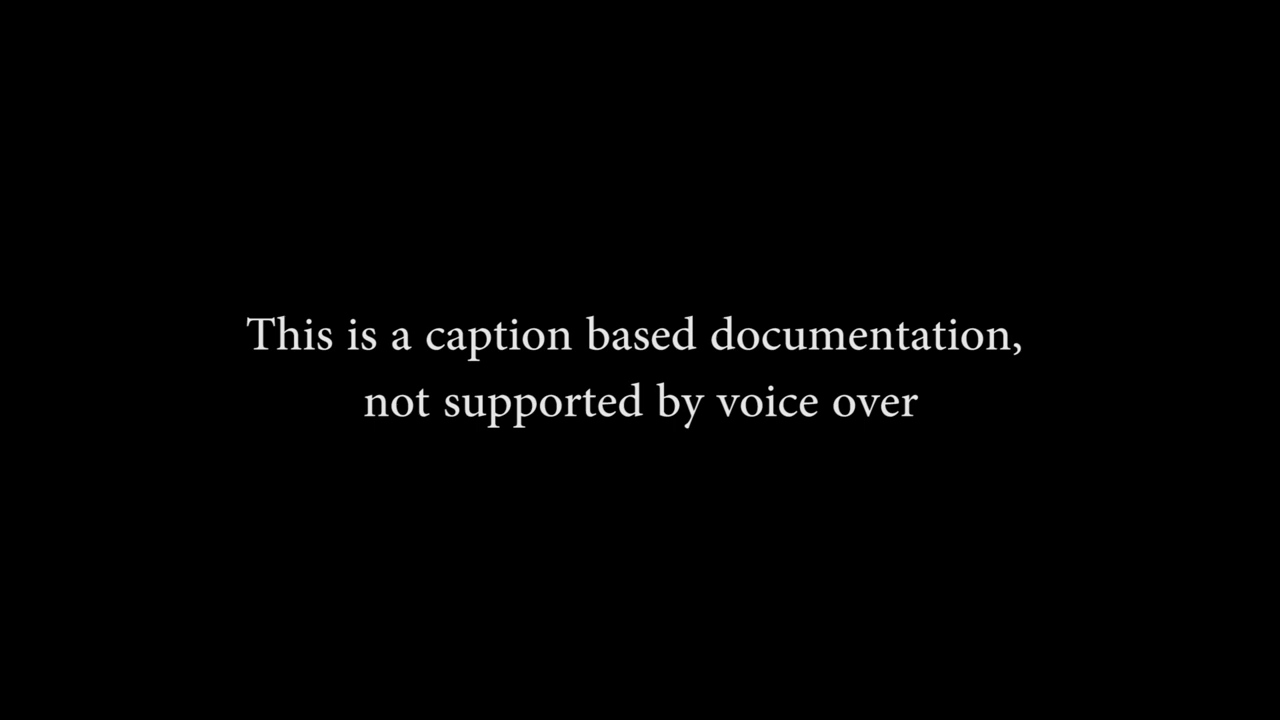 This is a caption based documentation,
not supported by voice over